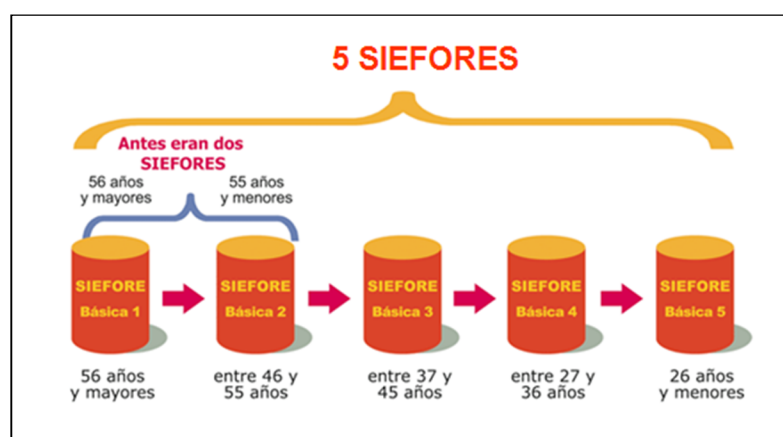 5 SIEFORES
Antes eran dos
SIEFORES
56 años
y mayores
55 años
y menores
SIEFORE
Básica 1
SIEFORE
Básica 2
SIEFORE
Básica 3
SIEFORE
Básica 4
SIEFORE
Básica 5
56 años
y mayores
entre 46 y
55 años
entre 37 y
45 años
entre 27 y
36 años
26 años
y menores